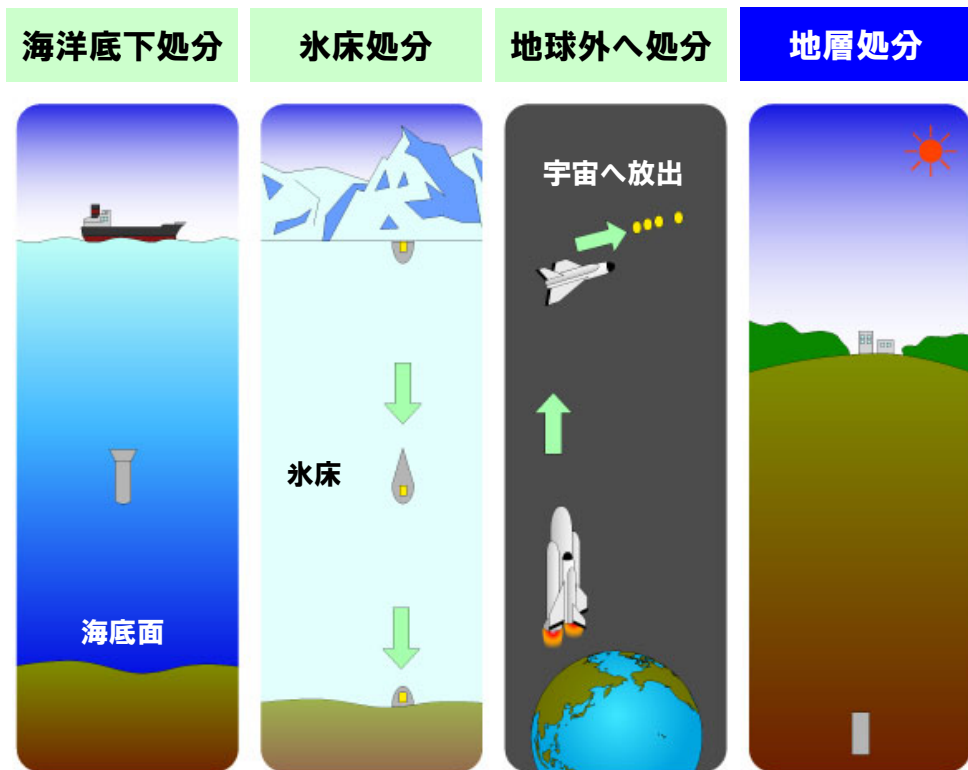 海洋底下処分
氷床処分
地球外へ処分
地層処分
宇宙へ放出
氷床
海底面